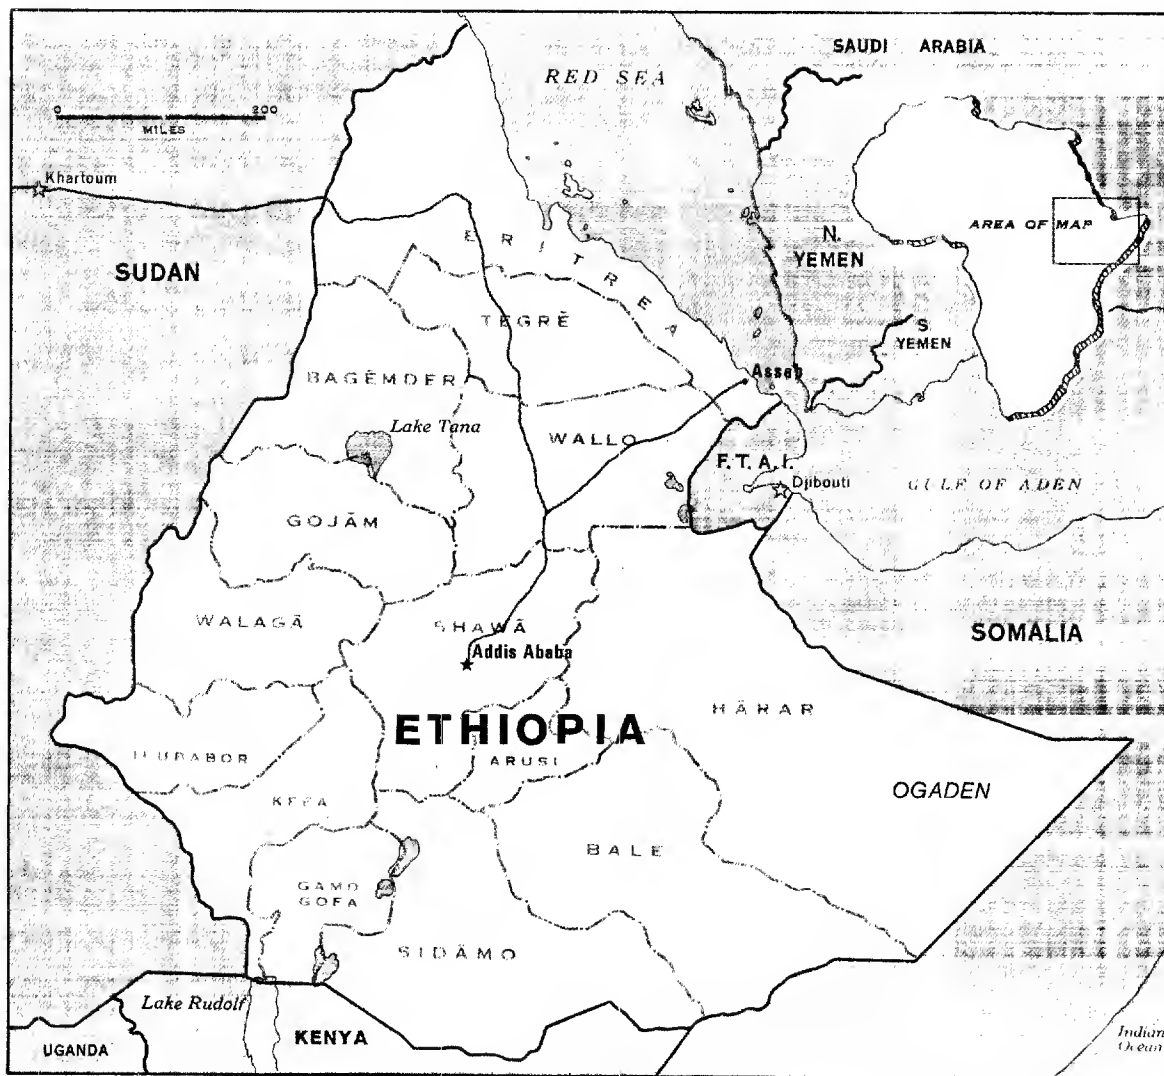 SAUDI ARABIA
RED SEA
0 200
MILES
Khartoum
AREA OF MAP
N.
YEMEN
SUDAN
ERITREA
TEGRĒ
S
YEMEN
BAGĒMDER
Assab
Lake Tana
WALLO
F.T.A.I.
Djibouti
GULF OF ADEN
GOJĀM
WALAGĀ
SHAWĀ
SOMALIA
Addis Ababa
HĀRAR
ETHIOPIA
ARUSI
KEFA
OGADEN
BALE
GAMO
GOFA
SIDĀMO
Lake Rudolf
UGANDA
KENYA
Indian
Ocean